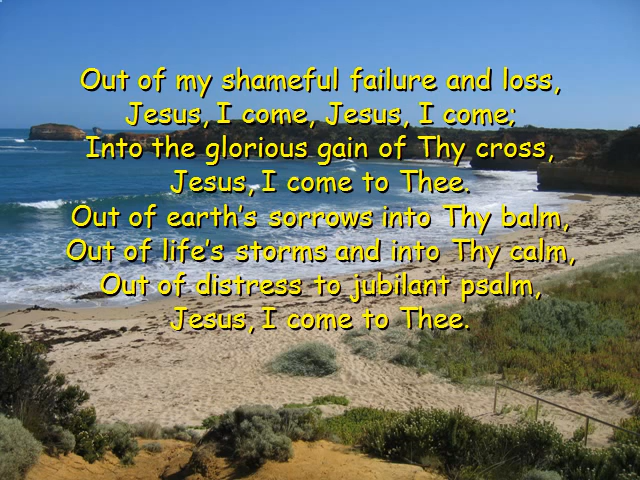 Out of my shameful failure and loss,
Jesus, I come, Jesus, I come;
Into the glorious gain of Thy cross,
Jesus, I come to Thee.
Out of earth's sorrows into Thy balm,
Out of life's storms and into Thy calm,
Out of distress to jubilant psalm,
Jesus, I come to Thee.